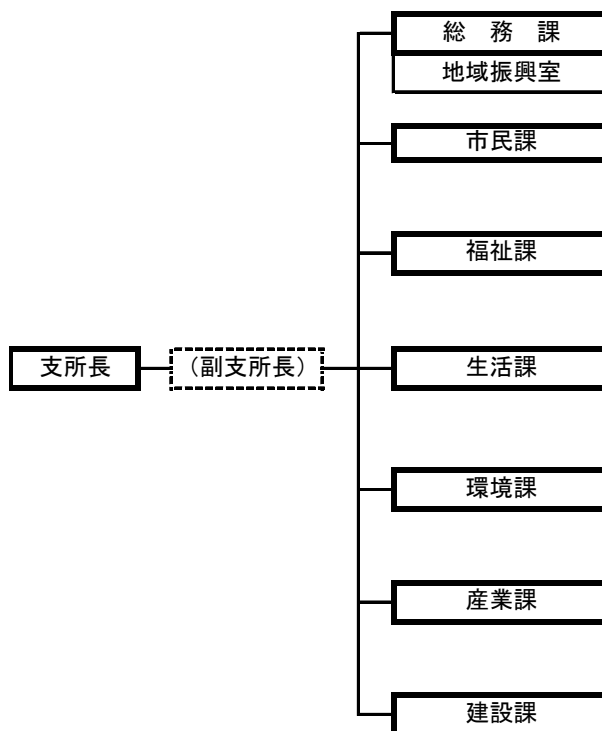 総　務　課
地域振興室
市民課
福祉課
支所長
（副支所長）
生活課
環境課
産業課
建設課